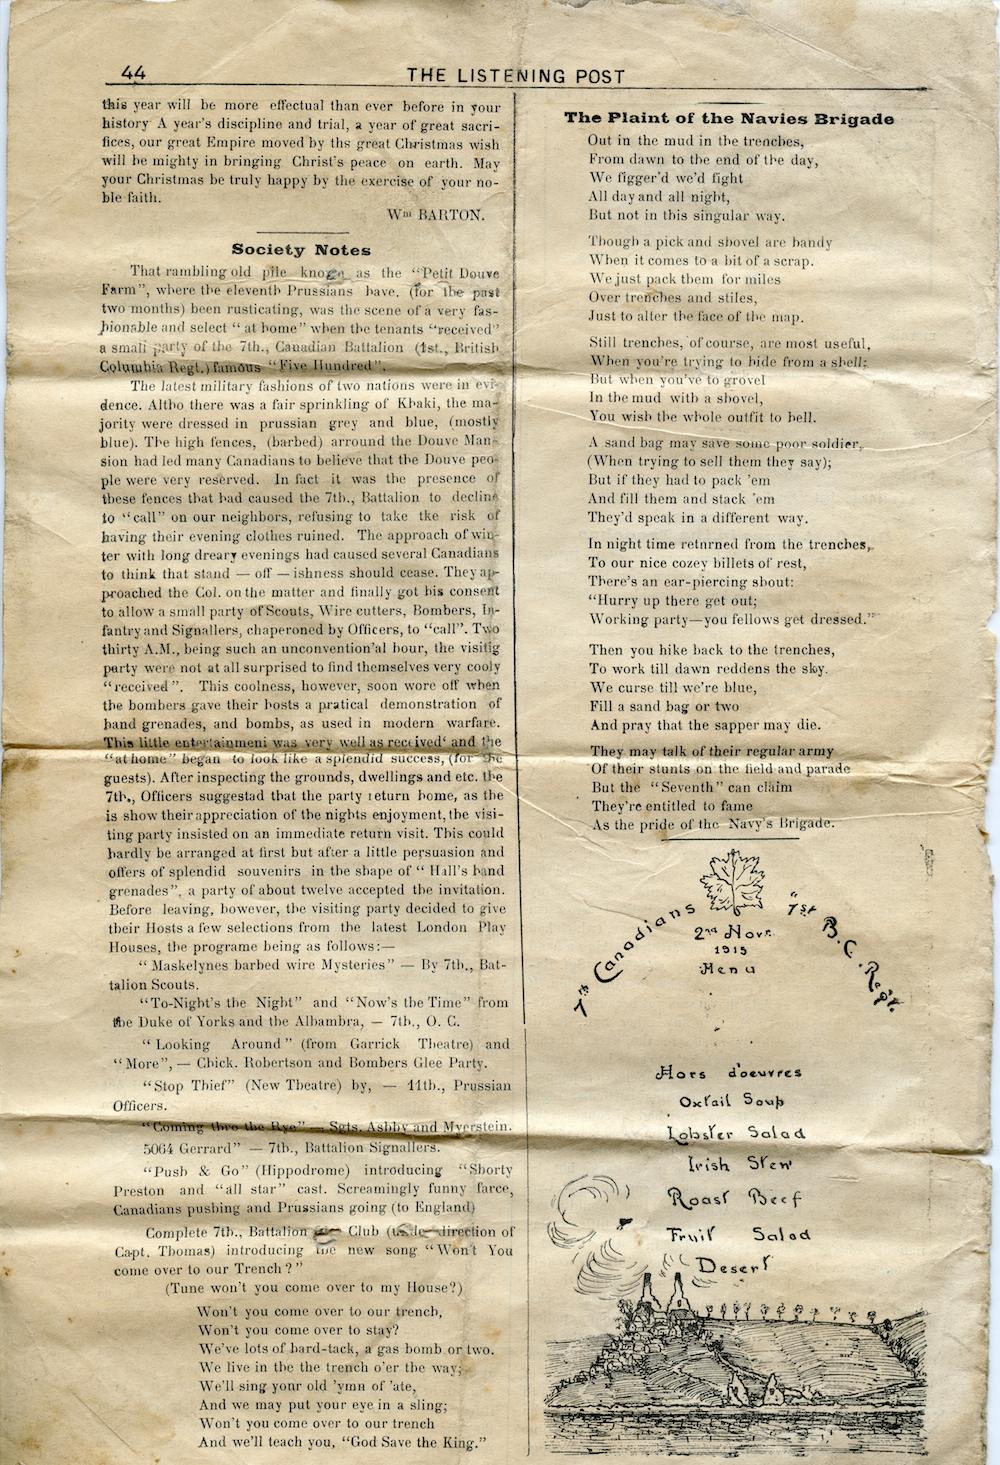 44
THE LISTENING POST
this year will be more effectual than ever before in your
history A year's discipline and trial, a year of great sacri-
fices, our great Empire moved by ths great Christmas wish
will be mighty in bringing Christ's peace on earth. May
your Christmas be truly happy by the exercise of your no-
ble faith.
Wm BARTON.
Society Notes
That rambling old pile as the "Petit Douve
Farm", where the eleventh Prussians have. (for the past
two months) been rusticating, was the scene of a very fas-
hionable and select " at home" when the tenants "received"
a small party of the 7th., Canadian Battalion (1st., British
Columbia Regt.) famous "Five Hundred".
The latest military fashions of two nations were in evi-
dence. Altho there was a fair sprinkling of Khaki, the ma-
jority were dressed in prussian grey and blue, (mostly
blue). The high fences, (barbed) arround the Douve Man-
sion had led many Canadians to believe that the Douve peo-
ple were very reserved. In fact it was the presence of
these fences that had caused the 7th., Battalion to decline
to "call" on our neighbors, refusing to take tke risk of
having their evening clothes ruined. The approach of win-
ter with long dreary evenings had caused several Canadians
to think that stand — off — ishness should cease. They ap-
proached the Col. on the matter and finally got his consent
to allow a small party of Scouts, Wire cutters, Bombers, In-
fantry and Signallers, chaperoned by Officers, to "call". Two
thirty A.M., being such an unconvention'al hour, the visitig
party were not at all surprised to find themselves very cooly
"received". This coolness, however, soon wore off when
the bombers gave their hosts a pratical demonstration of
hand grenades, and bombs, as used in modern warfare.
This little entertainmeni was very well as received' and the
"at home" began to look like a splendid success, (for the
guests). After inspecting the grounds, dwellings and etc. the
7th., Officers suggestad that the party return home, as the
is show their appreciation of the nights enjoyment, the visi-
ting party insisted on an immediate return visit. This could
hardly be arranged at first but after a little persuasion and
offers of splendid souvenirs in the shape of " Hall's hand
grenades", a party of about twelve accepted the invitation.
Before leaving, however, the visiting party decided to give
their Hosts a few selections from the latest London Play
Houses, the programe being as follows:—
" Maskelynes barbed wire Mysteries" — By 7th., Bat-
talion Scouts.
"To-Night's the Night" and "Now's the Time" from
the Duke of Yorks and the Alhambra, — 7th., O. C.
" Looking Around" (from Garrick Theatre) and
"More", — Chick. Robertson and Bombers Glee Party.
"Stop Thief" (New Theatre) by, — 11th., Prussian
Officers.
"Coming thro the Rye" — Sgts. Ashby and Myerstein.
5064 Gerrard" — 7th., Battalion Signallers.
"Push & Go" (Hippodrome) introducing "Shorty
Preston and "all star" cast. Screamingly funny farce,
Canadians pushing and Prussians going (to England)
Complete 7th., Battalion Club direction of
Capt. Thomas) introducing the new song "Won't You
come over to our Trench?"
(Tune won't you come over to my House?)
Won't you come over to our trench,
Won't you come over to stay?
We've lots of hard-tack, a gas bomb or two.
We live in the the trench o'er the way;
We'll sing your old 'ymn of 'ate,
And we may put your eye in a sling;
Won't you come over to our trench
And we'll teach you, "God Save the King."
The Plaint of the Navies Brigade
Out in the mud in the trenches,
From dawn to the end of the day,
We figger'd we'd fight
All day and all night,
But not in this singular way.
Though a pick and shovel are handy
When it comes to a bit of a scrap.
We just pack them for miles
Over trenches and stiles,
Just to alter the face of the map.
Still trenches, of course, are most useful,
When you're trying to hide from a shell;
But when you've to grovel
In the mud with a shovel,
You wish the whole outfit to hell.
A sand bag may save some poor soldier,
(When trying to sell them they say);
But if they had to pack 'em
And fill them and stack 'em
They'd speak in a different way.
In night time retnrned from the trenches,
To our nice cozey billets of rest,
There's an ear-piercing shout:
"Hurry up there get out;
Working party—you fellows get dressed."
Then you hike back to the trenches,
To work till dawn reddens the sky.
We curse till we're blue,
Fill a sand bag or two
And pray that the sapper may die.
They may talk of their regular army
Of their stunts on the field and parade
But the "Seventh" can claim
They're entitled to fame
As the pride of the Navy's Brigade.
7th Canadians "1st B.C. Regt.
2nd Novr.
1915
Menu
Hors d'oeuvres
Oxtail Soup
Lobster Salad
Irish Stew
Roast Beef
Fruit Salad
Desert